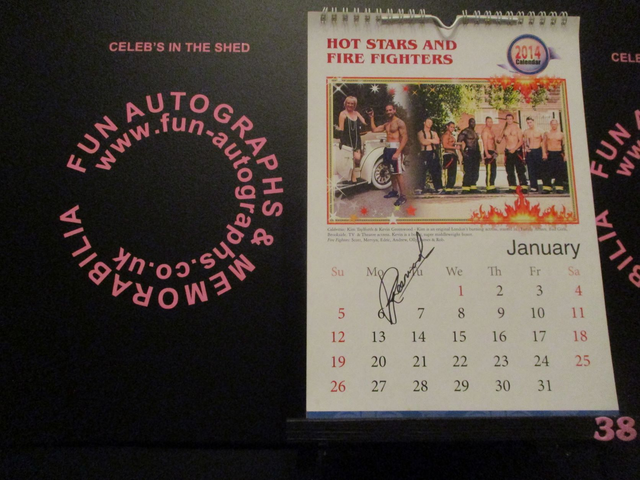 CELEB'S IN THE SHED
FUN AUTOGRAPHS & MEMORABILIA
www.fun-autographs.co.uk
HOT STARS AND
FIRE FIGHTERS
2014
Calendar
January
Su Mo Tu We Th Fr Sa
1 2 3 4
5 6 7 8 9 10 11
12 13 14 15 16 17 18
19 20 21 22 23 24 25
26 27 28 29 30 31
CELEB'S
FUN
MEMORABILIA
38